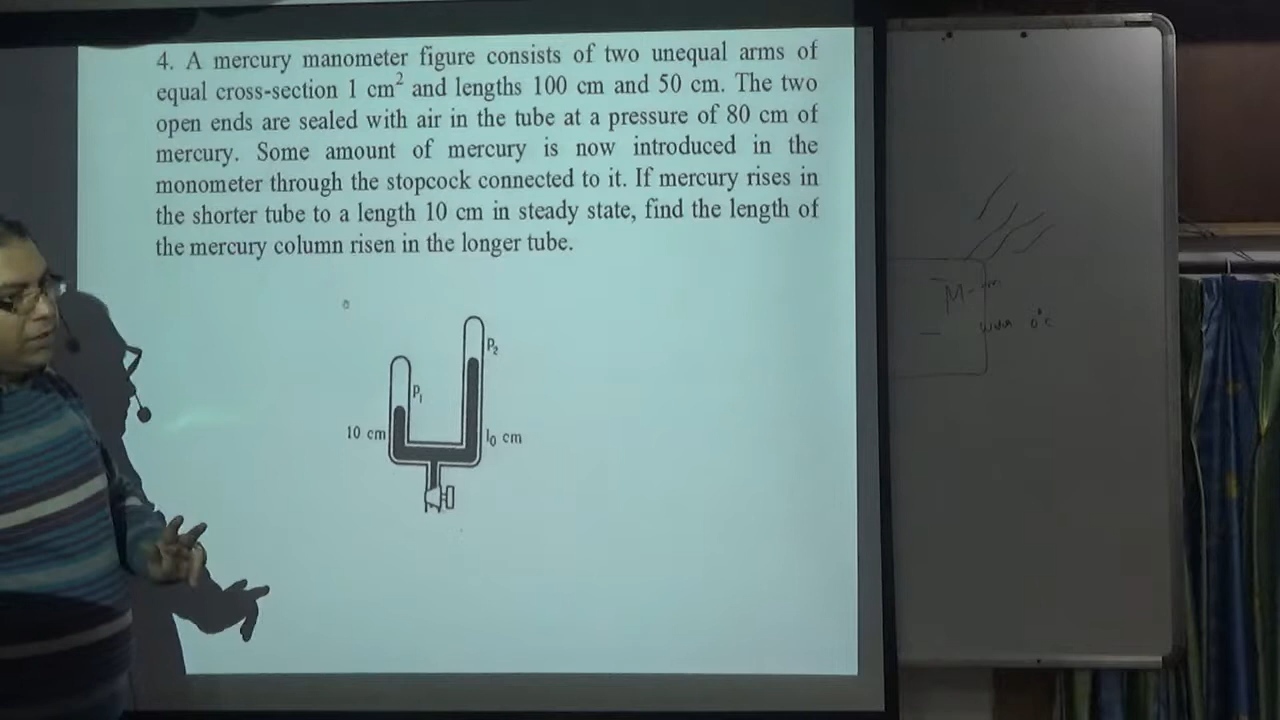 4. A mercury manometer figure consists of two unequal arms of
equal cross-section 1 cm² and lengths 100 cm and 50 cm. The two
open ends are sealed with air in the tube at a pressure of 80 cm of
mercury. Some amount of mercury is now introduced in the
monometer through the stopcock connected to it. If mercury rises in
the shorter tube to a length 10 cm in steady state, find the length of
the mercury column risen in the longer tube.
P₂
P₁
10 cm
l₀ cm
0°c